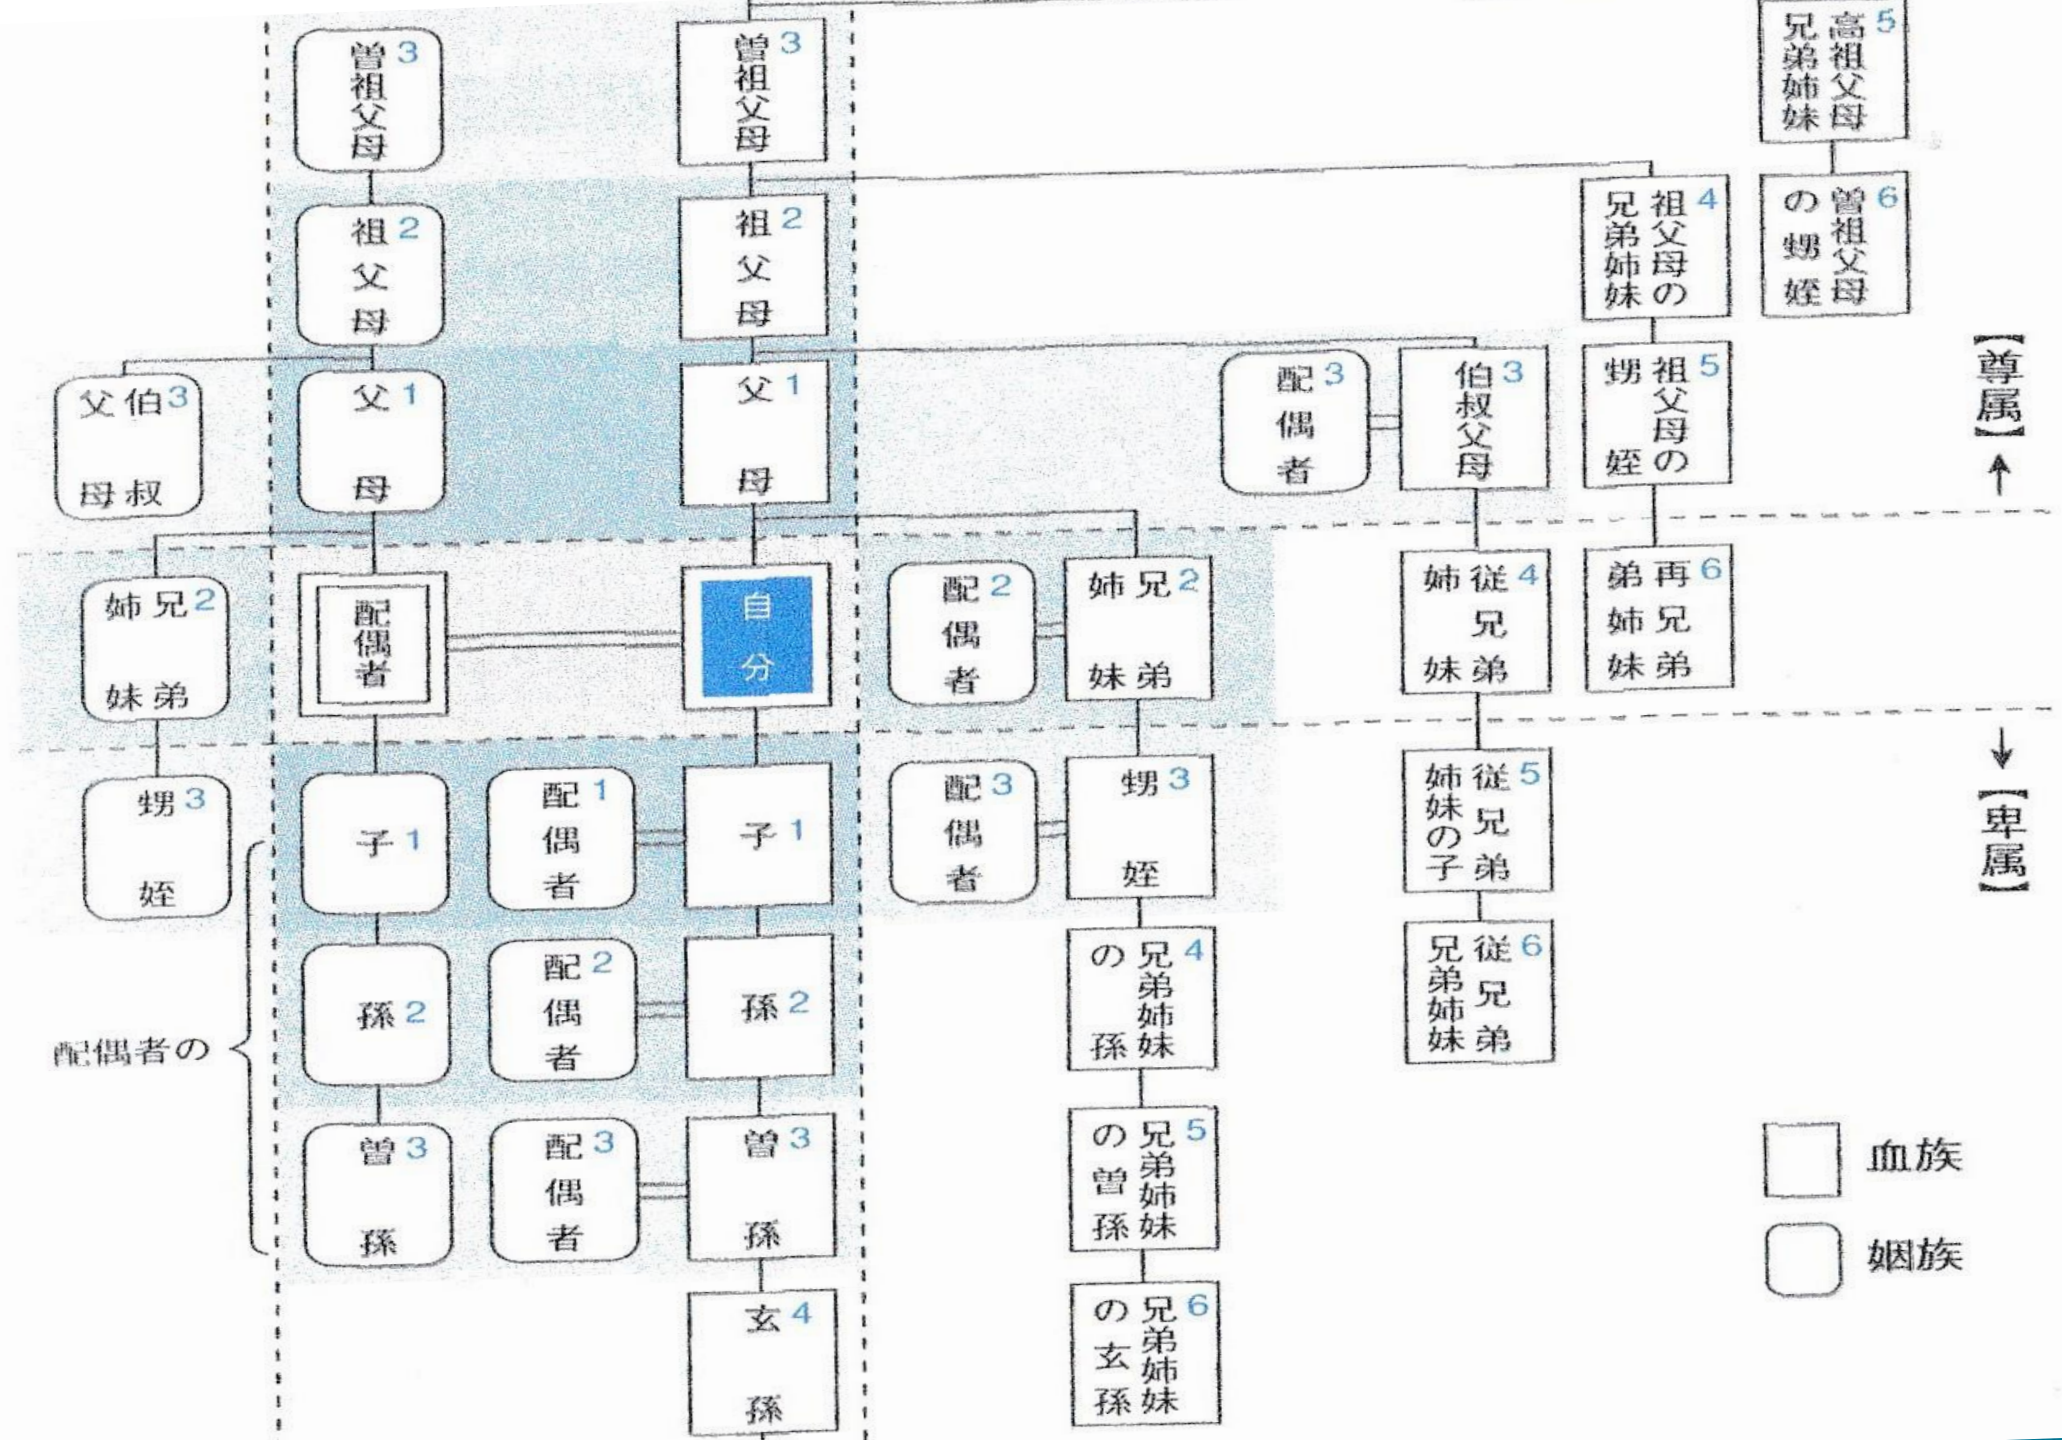 曽祖父母 3
曽祖父母 3
高祖父母 5
兄弟姉妹
祖父母 2
祖父母 2
祖父母の 4
兄弟姉妹
曽祖父母 6
の甥姪
伯叔 3
父母
父母 1
父母 1
配偶者 3
伯叔父母 3
祖父母の 5
甥姪
【尊属】
↑
兄弟 2
姉妹
配偶者
自分
配偶者 2
兄弟 2
姉妹
従兄弟 4
姉妹
再兄弟 6
弟姉妹
↓
【卑属】
甥姪 3
配偶者の
子 1
配偶者 1
子 1
配偶者 3
甥姪 3
従兄弟 5
姉妹の子
孫 2
配偶者 2
孫 2
兄弟姉妹 4
の孫
従兄弟 6
兄弟姉妹
曽孫 3
配偶者 3
曽孫 3
兄弟姉妹 5
の曽孫
玄孫 4
兄弟姉妹 6
の玄孫
血族
姻族